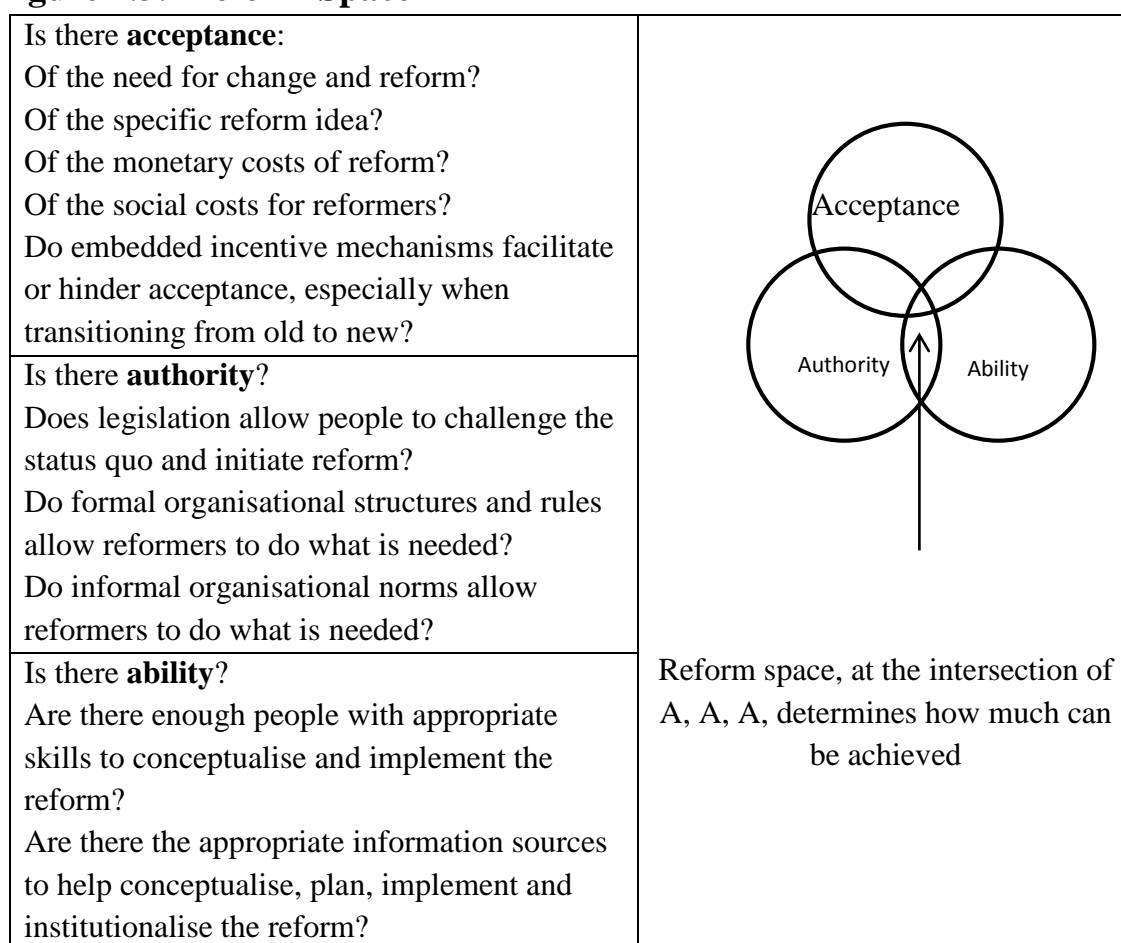 Is there acceptance:
Of the need for change and reform?
Of the specific reform idea?
Of the monetary costs of reform?
Of the social costs for reformers?
Do embedded incentive mechanisms facilitate
or hinder acceptance, especially when
transitioning from old to new?
Is there authority?
Does legislation allow people to challenge the
status quo and initiate reform?
Do formal organisational structures and rules
allow reformers to do what is needed?
Do informal organisational norms allow
reformers to do what is needed?
Is there ability?
Are there enough people with appropriate
skills to conceptualise and implement the
reform?
Are there the appropriate information sources
to help conceptualise, plan, implement and
institutionalise the reform?
Acceptance
Authority
Ability
Reform space, at the intersection of
A, A, A, determines how much can
be achieved